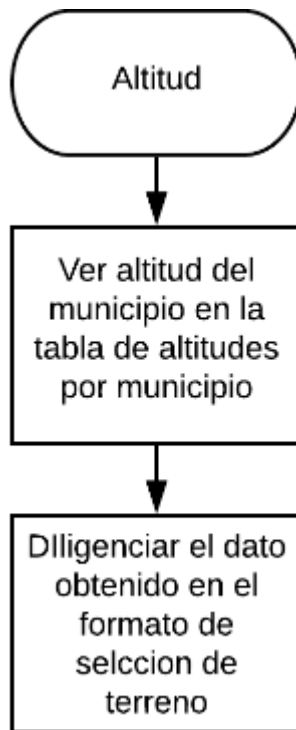 Altitud
Ver altitud del
municipio en la
tabla de altitudes
por municipio
DIligenciar el dato
obtenido en el
formato de
selccion de
terreno